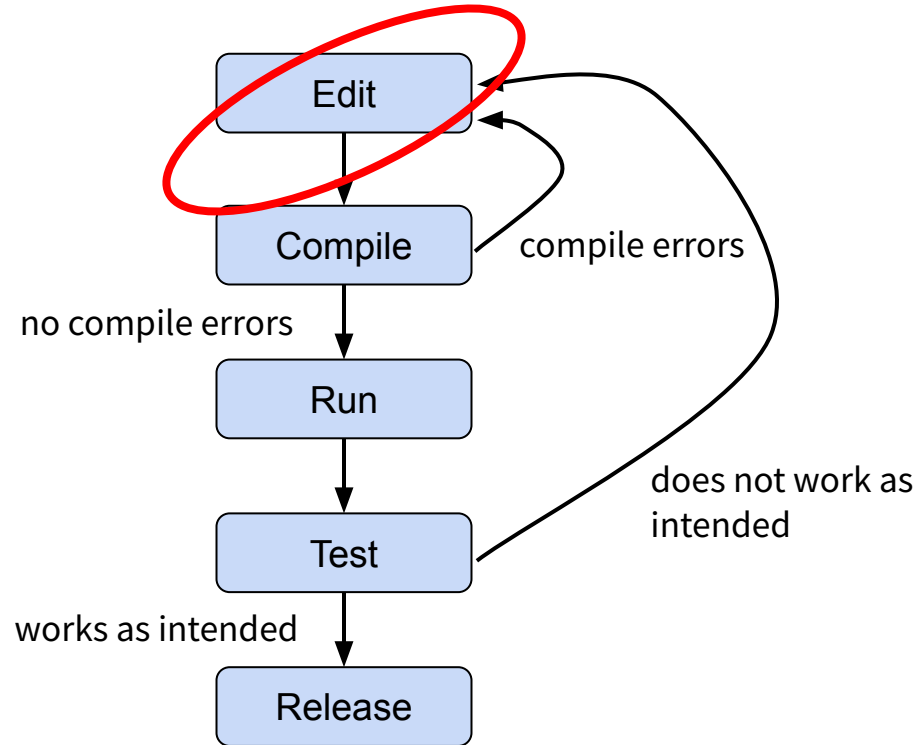 Edit
Compile
compile errors
no compile errors
Run
does not work as
intended
Test
works as intended
Release